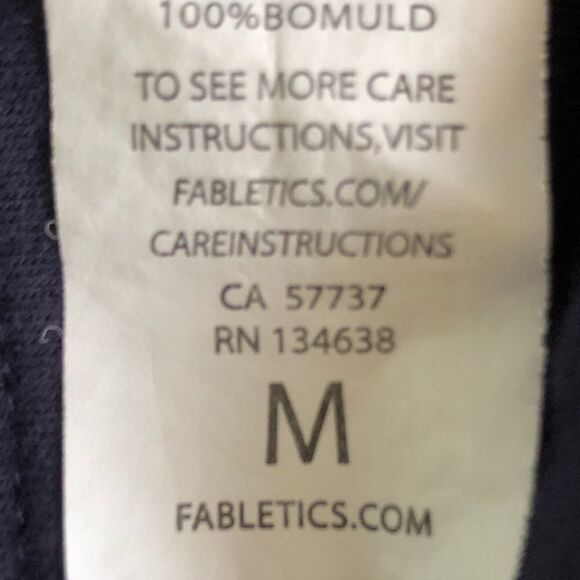 100%BOMULD
TO SEE MORE CARE
INSTRUCTIONS,VISIT
FABLETICS.COM/
CAREINSTRUCTIONS
CA 57737
RN 134638
M
FABLETICS.COM